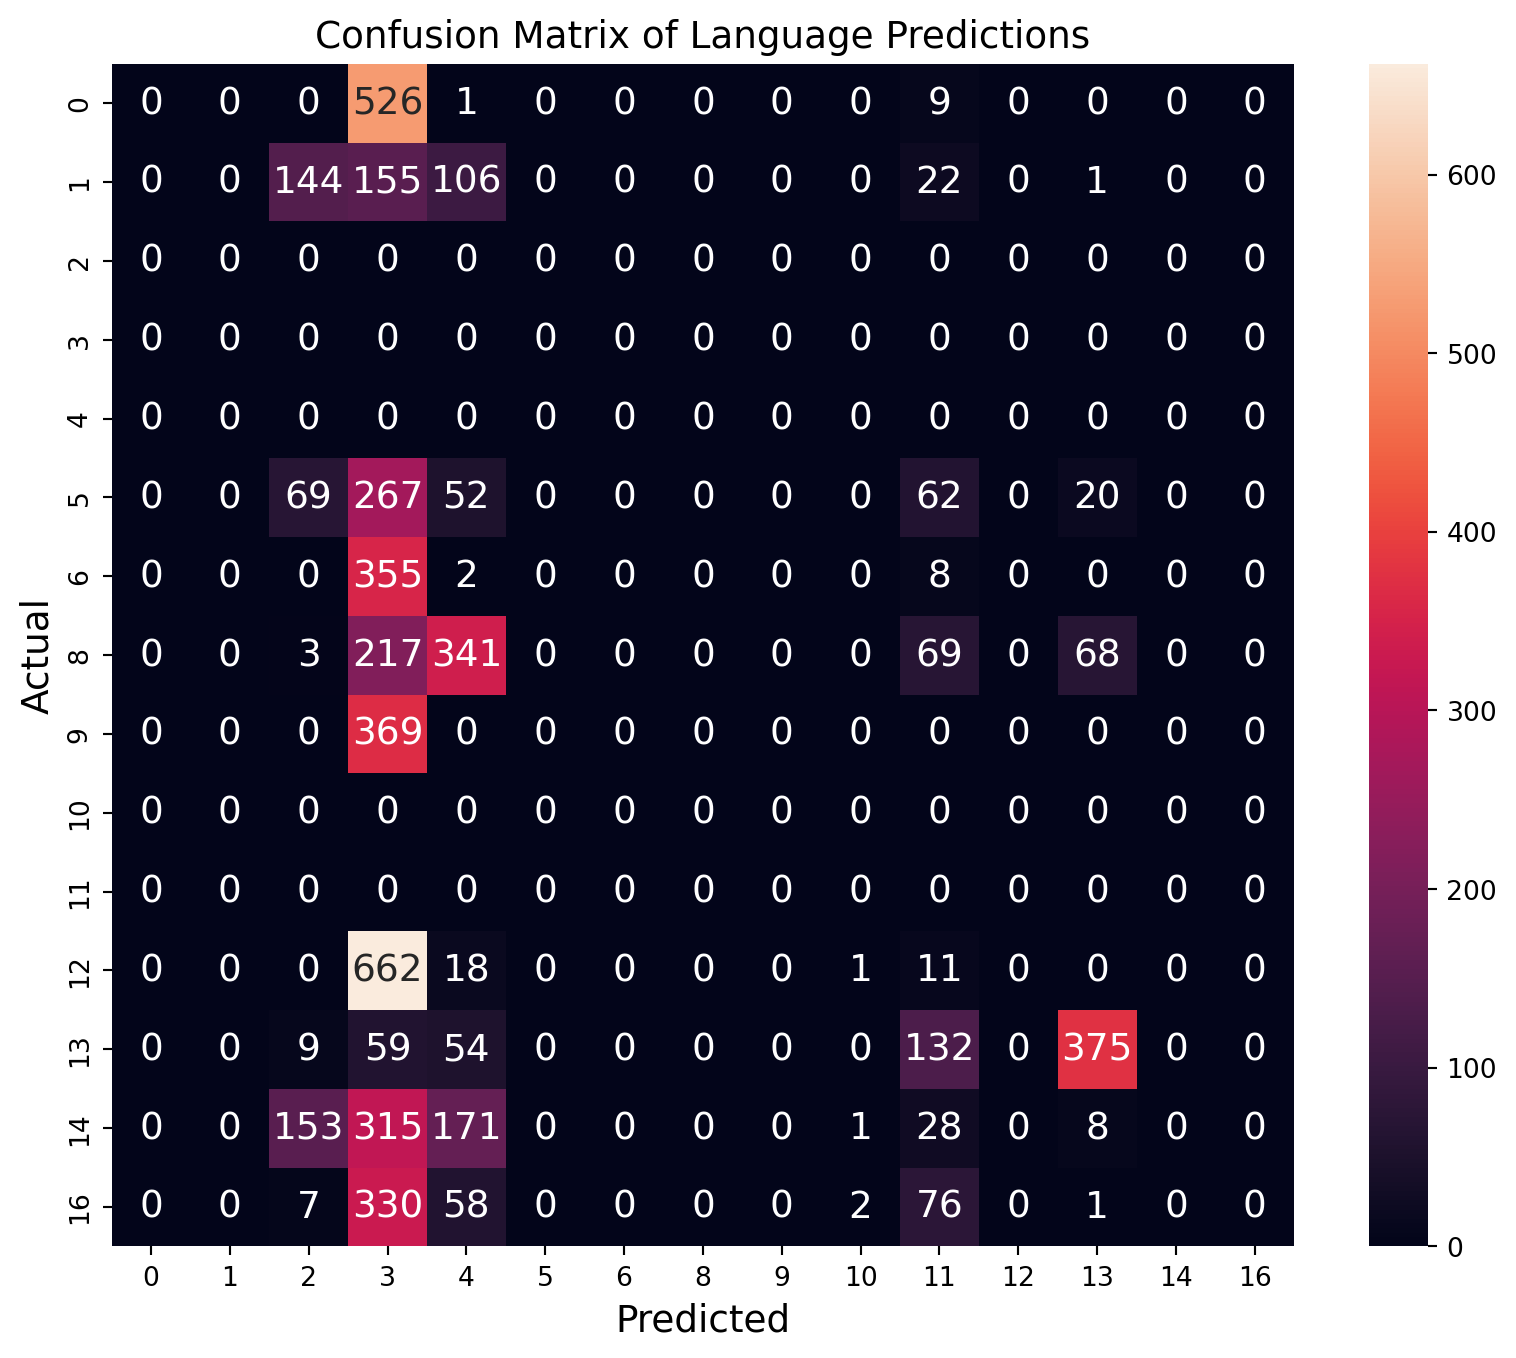 Confusion Matrix of Language Predictions
0 0 0 0 526 1 0 0 0 0 0 9 0 0 0 0
1 0 0 144 155 106 0 0 0 0 0 22 0 1 0 0
2 0 0 0 0 0 0 0 0 0 0 0 0 0 0 0
3 0 0 0 0 0 0 0 0 0 0 0 0 0 0 0
4 0 0 0 0 0 0 0 0 0 0 0 0 0 0 0
5 0 0 69 267 52 0 0 0 0 0 62 0 20 0 0
6 0 0 0 355 2 0 0 0 0 0 8 0 0 0 0
8 0 0 3 217 341 0 0 0 0 0 69 0 68 0 0
9 0 0 0 369 0 0 0 0 0 0 0 0 0 0 0
10 0 0 0 0 0 0 0 0 0 0 0 0 0 0 0
11 0 0 0 0 0 0 0 0 0 0 0 0 0 0 0
12 0 0 0 662 18 0 0 0 0 1 11 0 0 0 0
13 0 0 9 59 54 0 0 0 0 0 132 0 375 0 0
14 0 0 153 315 171 0 0 0 0 1 28 0 8 0 0
16 0 0 7 330 58 0 0 0 0 2 76 0 1 0 0
0 1 2 3 4 5 6 8 9 10 11 12 13 14 16
Predicted
Actual
600
500
400
300
200
100
0